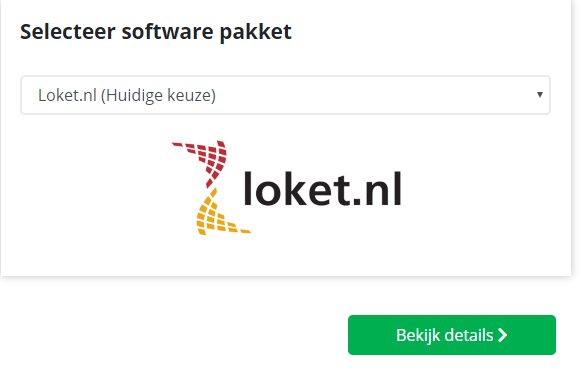 Selecteer software pakket
Loket.nl (Huidige keuze)
loket.nl
Bekijk details